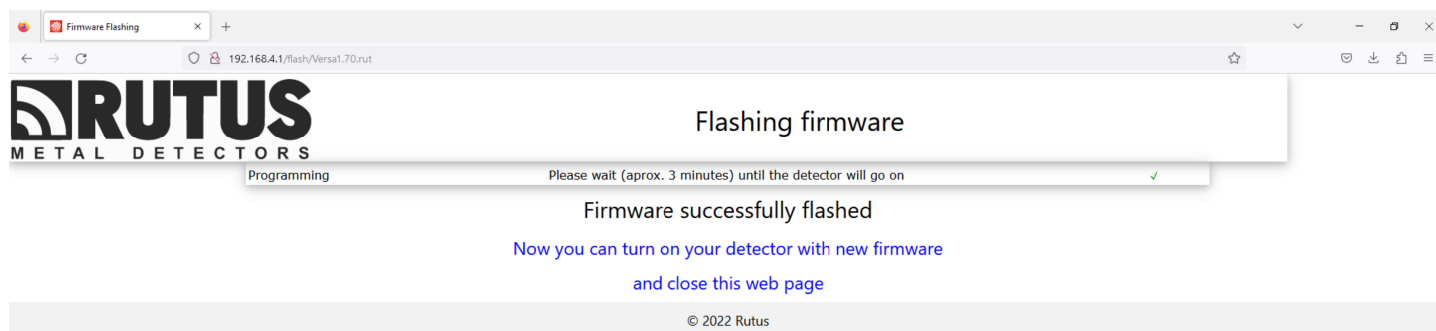 Firmware Flashing
192.168.4.1/flash/Versa1.70.rut
RUTUS
METAL DETECTORS
Flashing firmware
Programming Please wait (aprox. 3 minutes) until the detector will go on ✓
Firmware successfully flashed
Now you can turn on your detector with new firmware
and close this web page
© 2022 Rutus